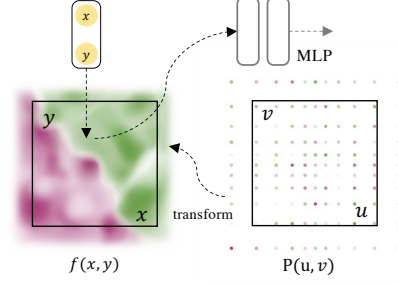 x
y
MLP
y
v
x
u
transform
f(x, y)
P(u, v)